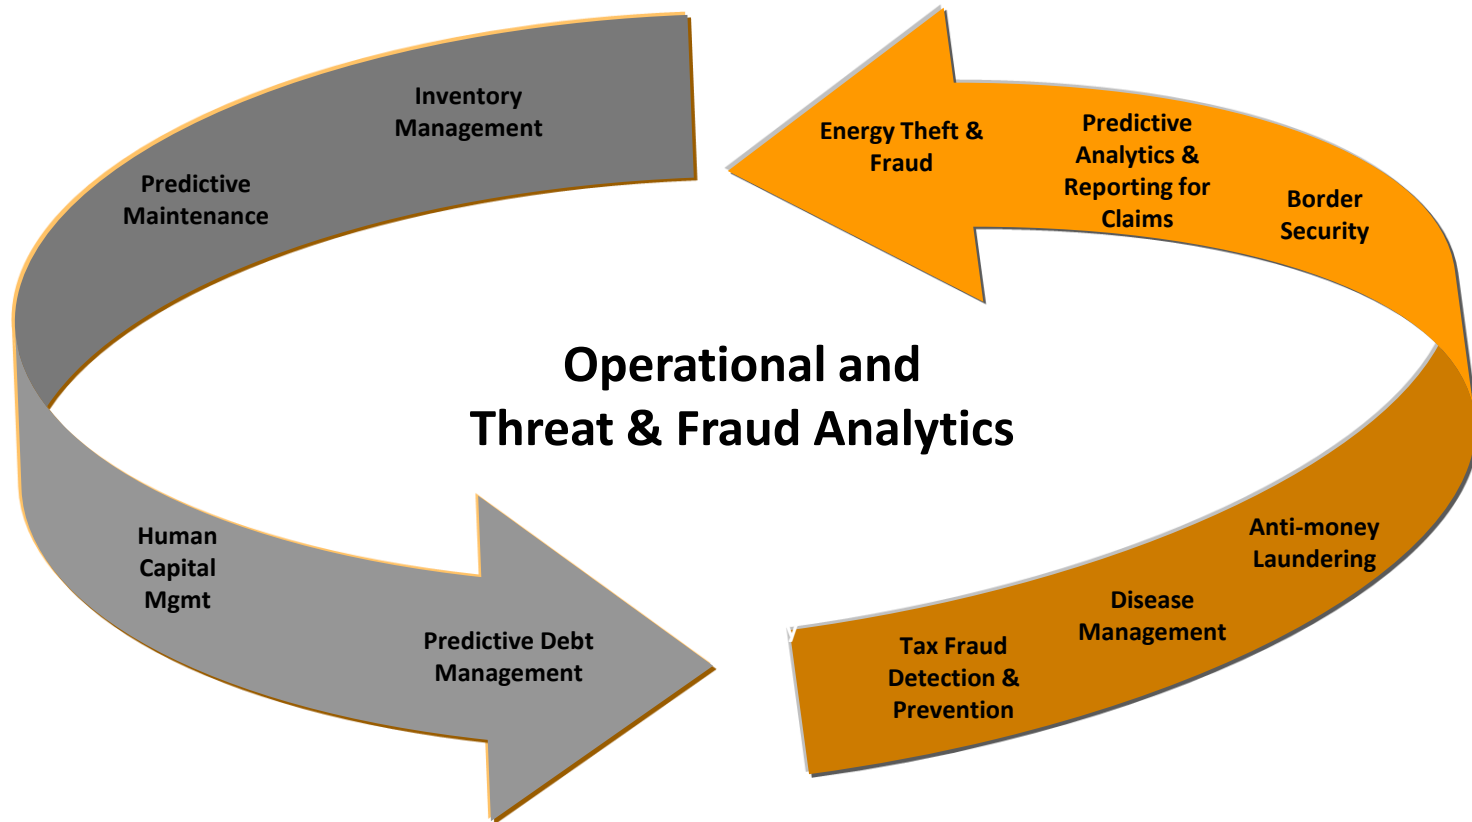 Inventory
Management
Predictive
Maintenance
Human
Capital
Mgmt
Predictive Debt
Management
Operational and
Threat & Fraud Analytics
Energy Theft &
Fraud
Predictive
Analytics &
Reporting for
Claims
Border
Security
Anti-money
Laundering
Disease
Management
Tax Fraud
Detection &
Prevention
y